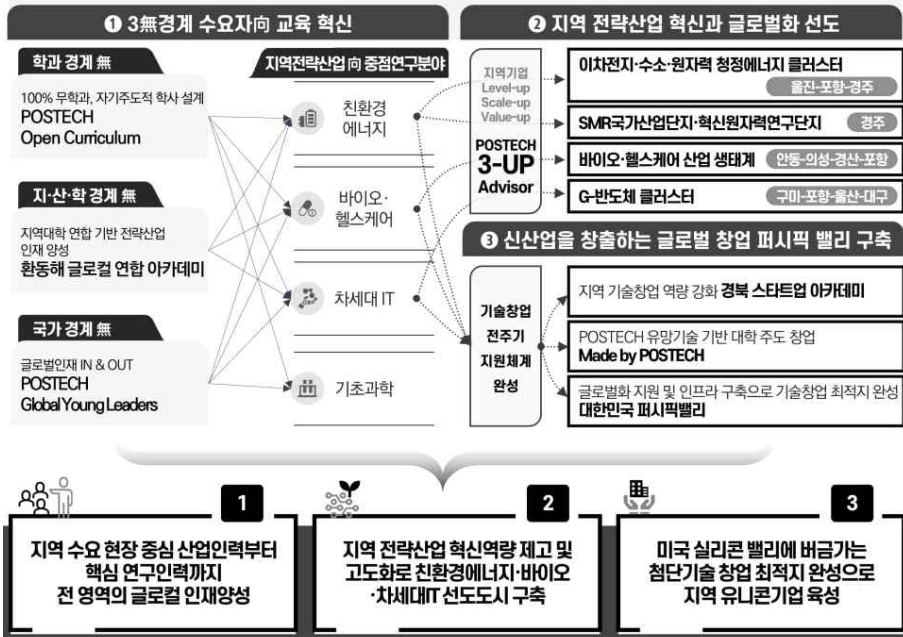 ❶ 3無경계 수요자向 교육 혁신
학과 경계 無
100% 무학과, 자기주도적 학사 설계
POSTECH
Open Curriculum
지·산·학 경계 無
지역대학 연합 기반 전략산업
인재 양성
환동해 글로컬 연합 아카데미
국가 경계 無
글로벌인재 IN & OUT
POSTECH
Global Young Leaders
지역전략산업 向 중점연구분야
친환경
에너지
바이오·
헬스케어
차세대 IT
기초과학
❷ 지역 전략산업 혁신과 글로벌화 선도
지역기업
Level-up
Scale-up
Value-up
POSTECH
3-UP
Advisor
이차전지·수소·원자력 청정에너지 클러스터
울진-포항-경주
SMR국가산업단지·혁신원자력연구단지 경주
바이오·헬스케어 산업 생태계 안동-의성-경산-포항
G-반도체 클러스터 구미-포항-울산-대구
❸ 신산업을 창출하는 글로벌 창업 퍼시픽 밸리 구축
기술창업
전주기
지원체계
완성
지역 기술창업 역량 강화 경북 스타트업 아카데미
POSTECH 유망기술 기반 대학 주도 창업
Made by POSTECH
글로벌화 지원 및 인프라 구축으로 기술창업 최적지 완성
대한민국 퍼시픽밸리
1
지역 수요 현장 중심 산업인력부터
핵심 연구인력까지
전 영역의 글로컬 인재양성
2
지역 전략산업 혁신역량 제고 및
고도화로 친환경에너지·바이오
·차세대IT 선도도시 구축
3
미국 실리콘 밸리에 버금가는
첨단기술 창업 최적지 완성으로
지역 유니콘기업 육성